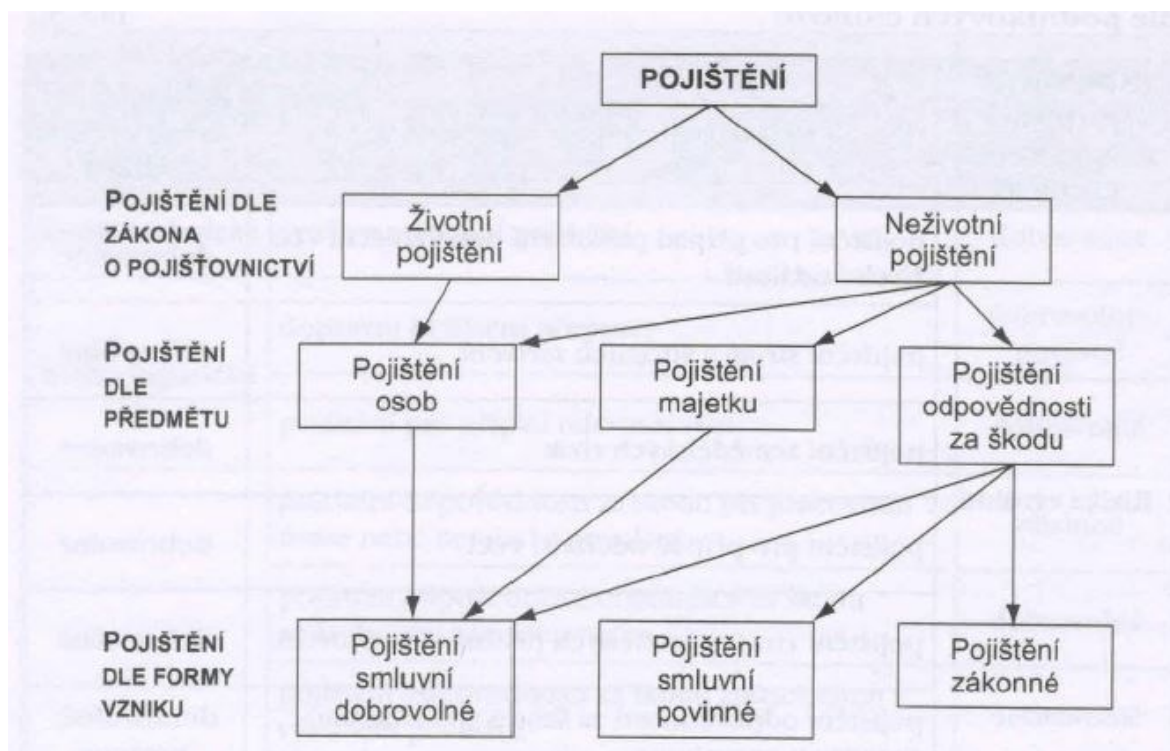 POJIŠTĚNÍ
POJIŠTĚNÍ DLE
ZÁKONA
O POJIŠŤOVNICTVÍ
Životní
pojištění
Neživotní
pojištění
POJIŠTĚNÍ
DLE
PŘEDMĚTU
Pojištění
osob
Pojištění
majetku
Pojištění
odpovědnosti
za škodu
POJIŠTĚNÍ
DLE FORMY
VZNIKU
Pojištění
smluvní
dobrovolné
Pojištění
smluvní
povinné
Pojištění
zákonné